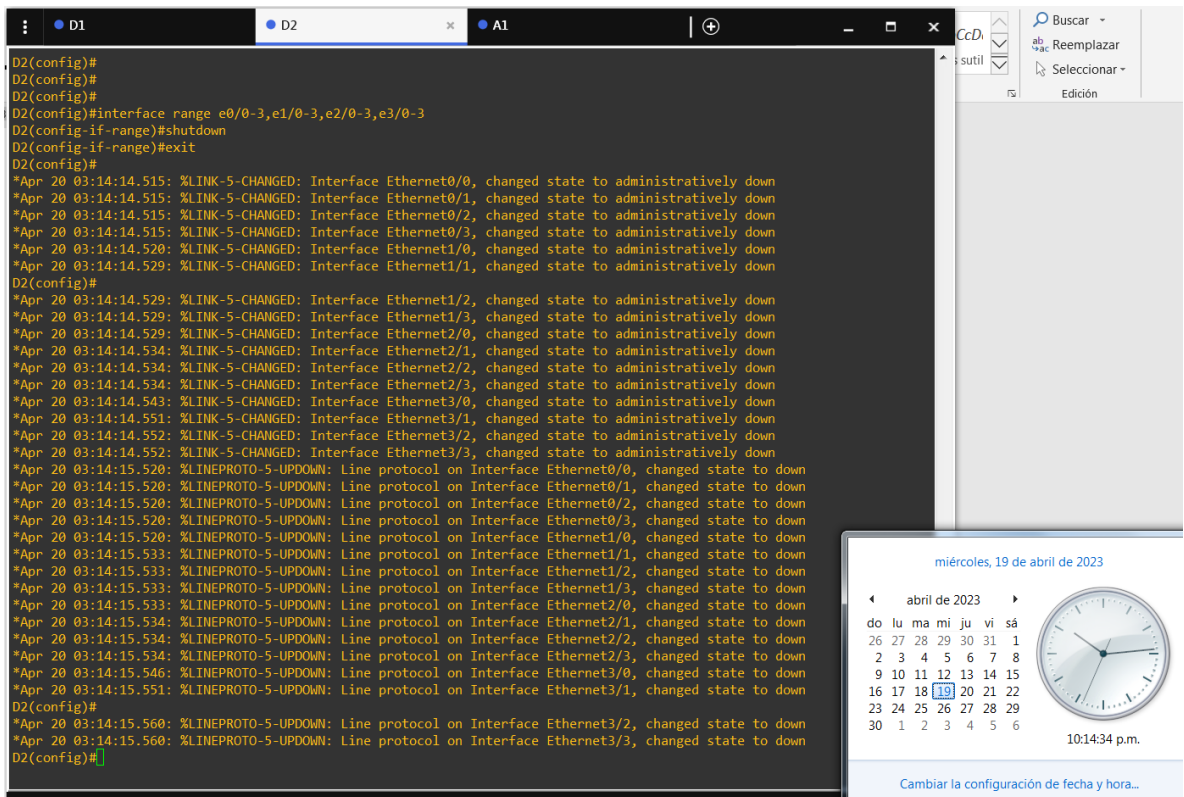 D1
D2 ×
A1
CcD
s sutil
Buscar
Reemplazar
Seleccionar
Edición
D2(config)#
D2(config)#
D2(config)#
D2(config)#interface range e0/0-3,e1/0-3,e2/0-3,e3/0-3
D2(config-if-range)#shutdown
D2(config-if-range)#exit
D2(config)#
*Apr 20 03:14:14.515: %LINK-5-CHANGED: Interface Ethernet0/0, changed state to administratively down
*Apr 20 03:14:14.515: %LINK-5-CHANGED: Interface Ethernet0/1, changed state to administratively down
*Apr 20 03:14:14.515: %LINK-5-CHANGED: Interface Ethernet0/2, changed state to administratively down
*Apr 20 03:14:14.515: %LINK-5-CHANGED: Interface Ethernet0/3, changed state to administratively down
*Apr 20 03:14:14.520: %LINK-5-CHANGED: Interface Ethernet1/0, changed state to administratively down
*Apr 20 03:14:14.529: %LINK-5-CHANGED: Interface Ethernet1/1, changed state to administratively down
D2(config)#
*Apr 20 03:14:14.529: %LINK-5-CHANGED: Interface Ethernet1/2, changed state to administratively down
*Apr 20 03:14:14.529: %LINK-5-CHANGED: Interface Ethernet1/3, changed state to administratively down
*Apr 20 03:14:14.529: %LINK-5-CHANGED: Interface Ethernet2/0, changed state to administratively down
*Apr 20 03:14:14.534: %LINK-5-CHANGED: Interface Ethernet2/1, changed state to administratively down
*Apr 20 03:14:14.534: %LINK-5-CHANGED: Interface Ethernet2/2, changed state to administratively down
*Apr 20 03:14:14.534: %LINK-5-CHANGED: Interface Ethernet2/3, changed state to administratively down
*Apr 20 03:14:14.543: %LINK-5-CHANGED: Interface Ethernet3/0, changed state to administratively down
*Apr 20 03:14:14.551: %LINK-5-CHANGED: Interface Ethernet3/1, changed state to administratively down
*Apr 20 03:14:14.552: %LINK-5-CHANGED: Interface Ethernet3/2, changed state to administratively down
*Apr 20 03:14:14.552: %LINK-5-CHANGED: Interface Ethernet3/3, changed state to administratively down
*Apr 20 03:14:15.520: %LINEPROTO-5-UPDOWN: Line protocol on Interface Ethernet0/0, changed state to down
*Apr 20 03:14:15.520: %LINEPROTO-5-UPDOWN: Line protocol on Interface Ethernet0/1, changed state to down
*Apr 20 03:14:15.520: %LINEPROTO-5-UPDOWN: Line protocol on Interface Ethernet0/2, changed state to down
*Apr 20 03:14:15.520: %LINEPROTO-5-UPDOWN: Line protocol on Interface Ethernet0/3, changed state to down
*Apr 20 03:14:15.520: %LINEPROTO-5-UPDOWN: Line protocol on Interface Ethernet1/0, changed state to down
*Apr 20 03:14:15.533: %LINEPROTO-5-UPDOWN: Line protocol on Interface Ethernet1/1, changed state to down
*Apr 20 03:14:15.533: %LINEPROTO-5-UPDOWN: Line protocol on Interface Ethernet1/2, changed state to down
*Apr 20 03:14:15.533: %LINEPROTO-5-UPDOWN: Line protocol on Interface Ethernet1/3, changed state to down
*Apr 20 03:14:15.533: %LINEPROTO-5-UPDOWN: Line protocol on Interface Ethernet2/0, changed state to down
*Apr 20 03:14:15.534: %LINEPROTO-5-UPDOWN: Line protocol on Interface Ethernet2/1, changed state to down
*Apr 20 03:14:15.534: %LINEPROTO-5-UPDOWN: Line protocol on Interface Ethernet2/2, changed state to down
*Apr 20 03:14:15.534: %LINEPROTO-5-UPDOWN: Line protocol on Interface Ethernet2/3, changed state to down
*Apr 20 03:14:15.546: %LINEPROTO-5-UPDOWN: Line protocol on Interface Ethernet3/0, changed state to down
*Apr 20 03:14:15.551: %LINEPROTO-5-UPDOWN: Line protocol on Interface Ethernet3/1, changed state to down
D2(config)#
*Apr 20 03:14:15.560: %LINEPROTO-5-UPDOWN: Line protocol on Interface Ethernet3/2, changed state to down
*Apr 20 03:14:15.560: %LINEPROTO-5-UPDOWN: Line protocol on Interface Ethernet3/3, changed state to down
D2(config)#
miércoles, 19 de abril de 2023
abril de 2023
do lu ma mi ju vi sá
26 27 28 29 30 31 1
2 3 4 5 6 7 8
9 10 11 12 13 14 15
16 17 18 19 20 21 22
23 24 25 26 27 28 29
30 1 2 3 4 5 6
10:14:34 p.m.
Cambiar la configuración de fecha y hora...